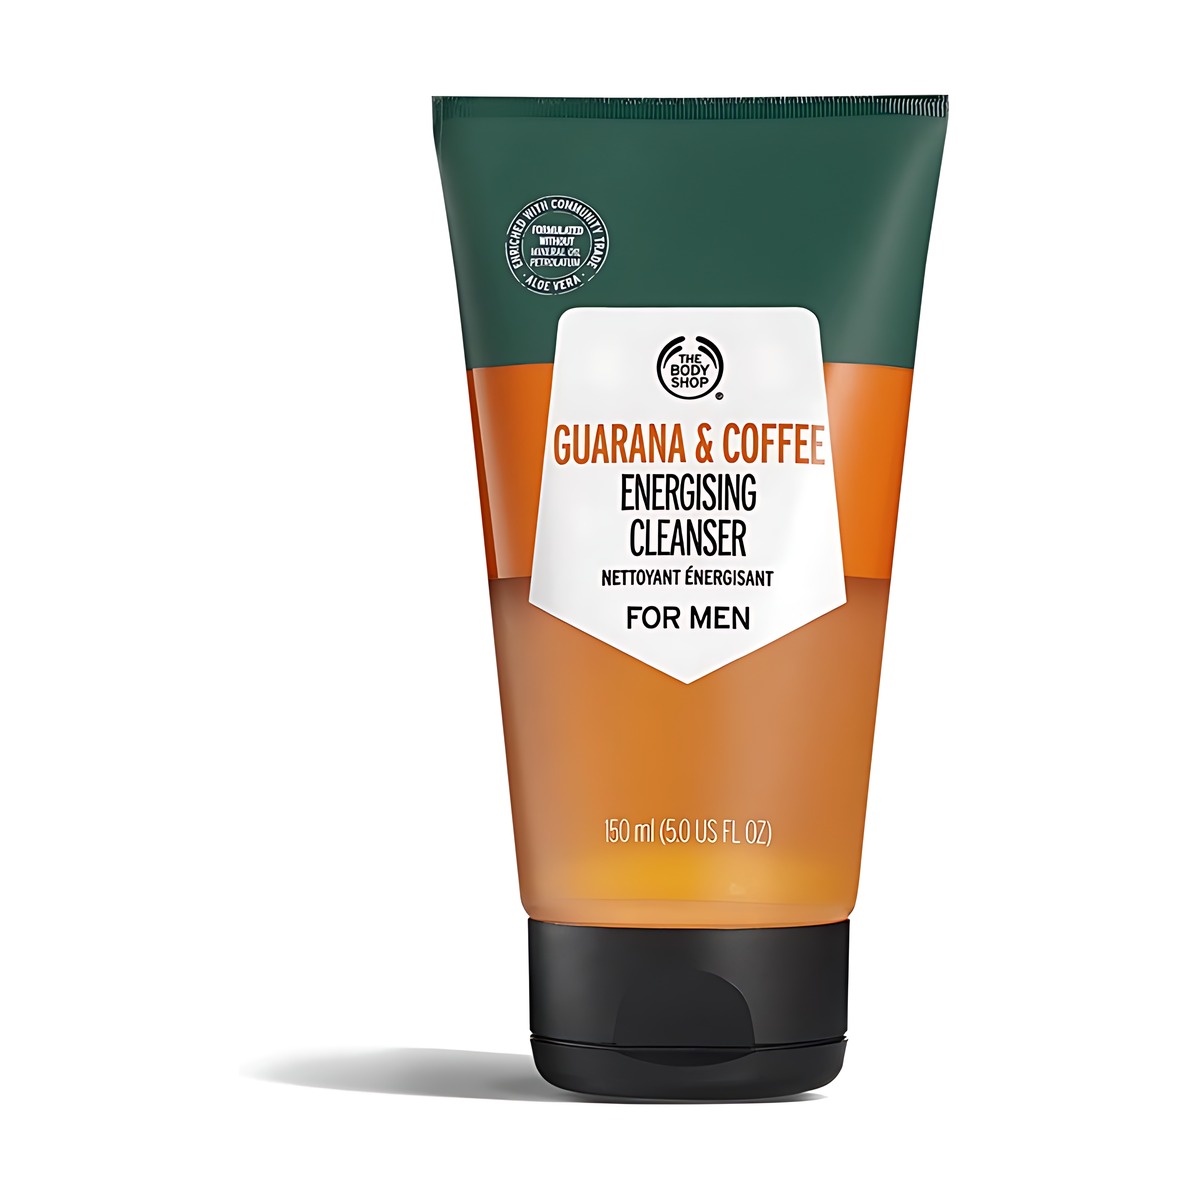 ENRICHED WITH COMMUNITY TRADE
· ALOE VERA ·
FORMULATED
WITHOUT
MINERAL OIL
PETROLATUM
THE
BODY
SHOP
GUARANA & COFFEE
ENERGISING
CLEANSER
NETTOYANT ÉNERGISANT
FOR MEN
150 ml (5.0 US FL OZ)